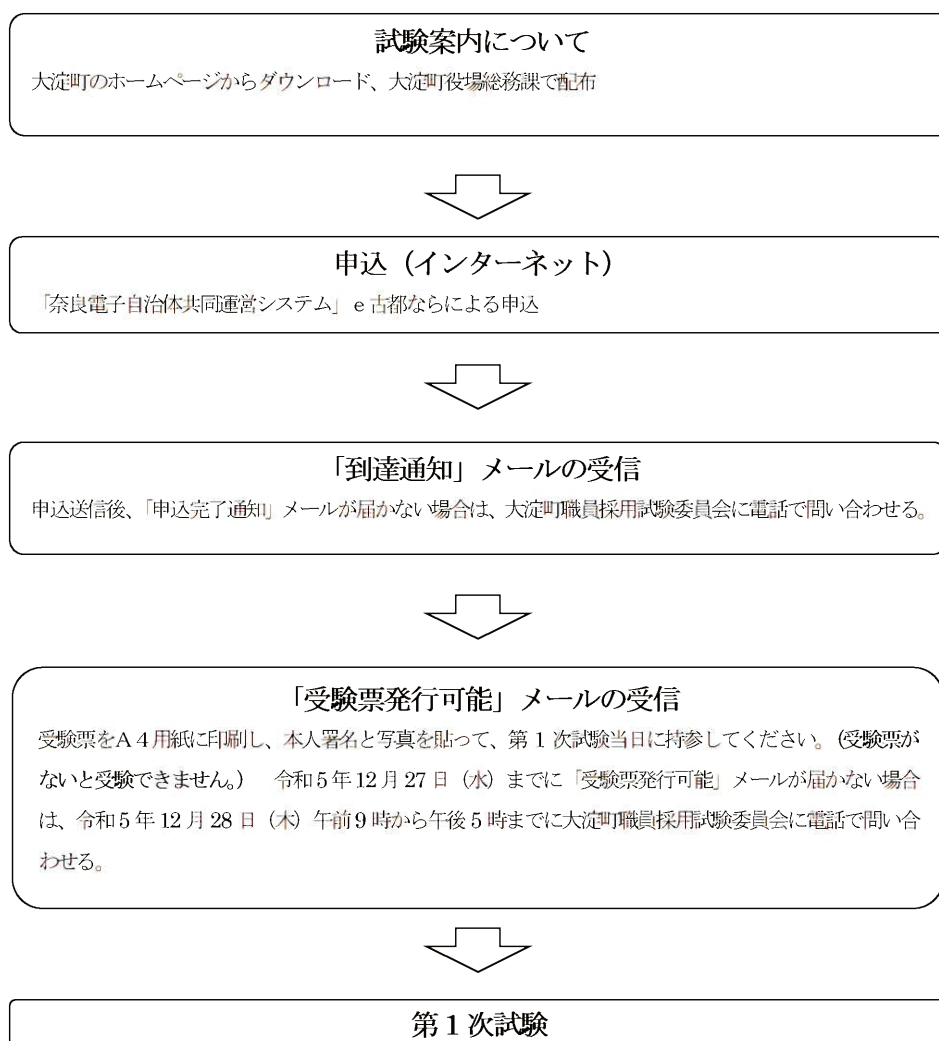 試験案内について
大淀町のホームページからダウンロード、大淀町役場総務課で配布
申込（インターネット）
「奈良電子自治体共同運営システム」e古都ならによる申込
「到達通知」メールの受信
申込送信後、「申込完了通知」メールが届かない場合は、大淀町職員採用試験委員会に電話で問い合わせる。
「受験票発行可能」メールの受信
受験票をA４用紙に印刷し、本人署名と写真を貼って、第１次試験当日に持参してください。（受験票が
ないと受験できません。）　令和５年12月27日（水）までに「受験票発行可能」メールが届かない場合
は、令和５年12月28日（木）午前９時から午後５時までに大淀町職員採用試験委員会に電話で問い合
わせる。
第１次試験